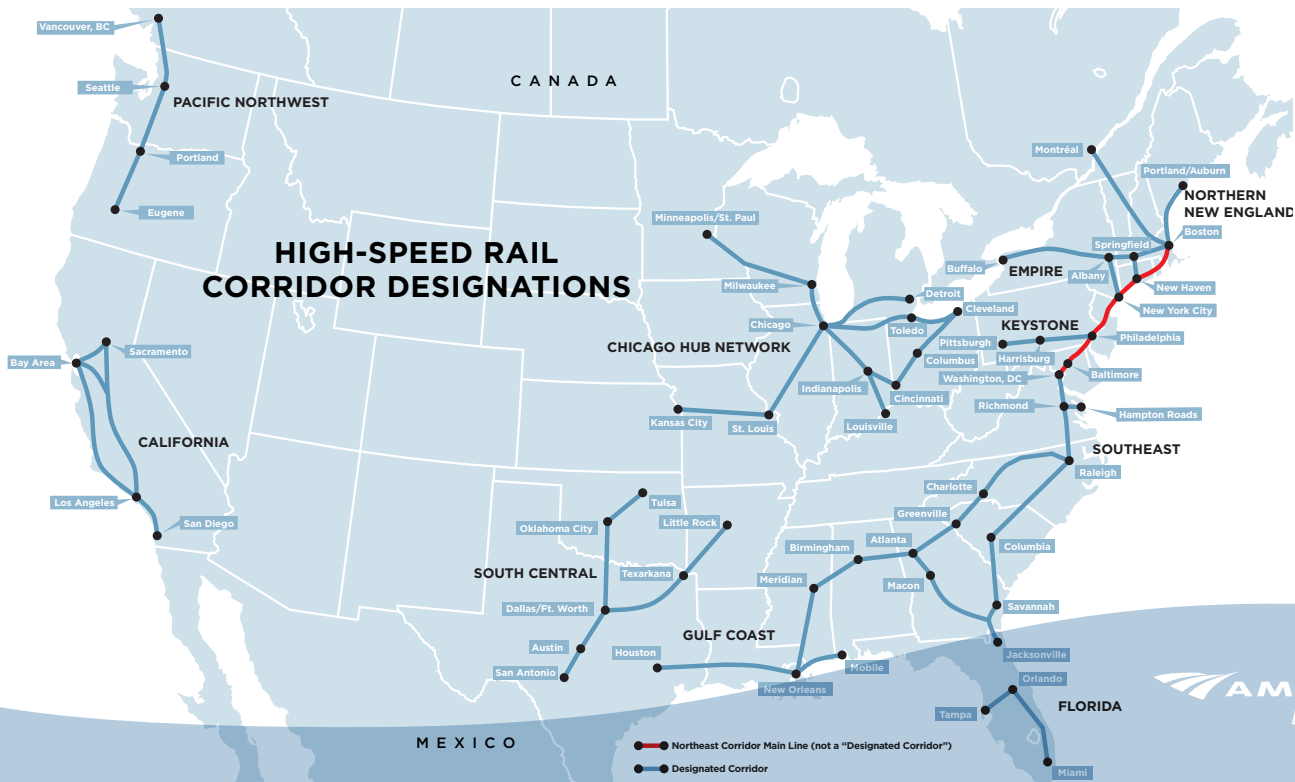 Vancouver, BC
Seattle
PACIFIC NORTHWEST
Portland
Eugene
CANADA
HIGH-SPEED RAIL
CORRIDOR DESIGNATIONS
Montréal
Portland/Auburn
NORTHERN
NEW ENGLAND
Boston
Springfield
Minneapolis/St. Paul
Buffalo
EMPIRE
Albany
New Haven
Milwaukee
Detroit
Cleveland
New York City
Chicago
Toledo
KEYSTONE
Philadelphia
Pittsburgh
Harrisburg
CHICAGO HUB NETWORK
Columbus
Sacramento
Bay Area
Washington, DC
Baltimore
Indianapolis
Cincinnati
Richmond
Hampton Roads
Kansas City
St. Louis
Louisville
CALIFORNIA
SOUTHEAST
Raleigh
Los Angeles
San Diego
Charlotte
Tulsa
Oklahoma City
Little Rock
Greenville
Birmingham
Atlanta
Columbia
SOUTH CENTRAL
Texarkana
Meridian
Macon
Dallas/Ft. Worth
Savannah
GULF COAST
Austin
Houston
San Antonio
Mobile
New Orleans
Jacksonville
Orlando
Tampa
FLORIDA
Miami
AM
MEXICO
Northeast Corridor Main Line (not a “Designated Corridor”)
Designated Corridor